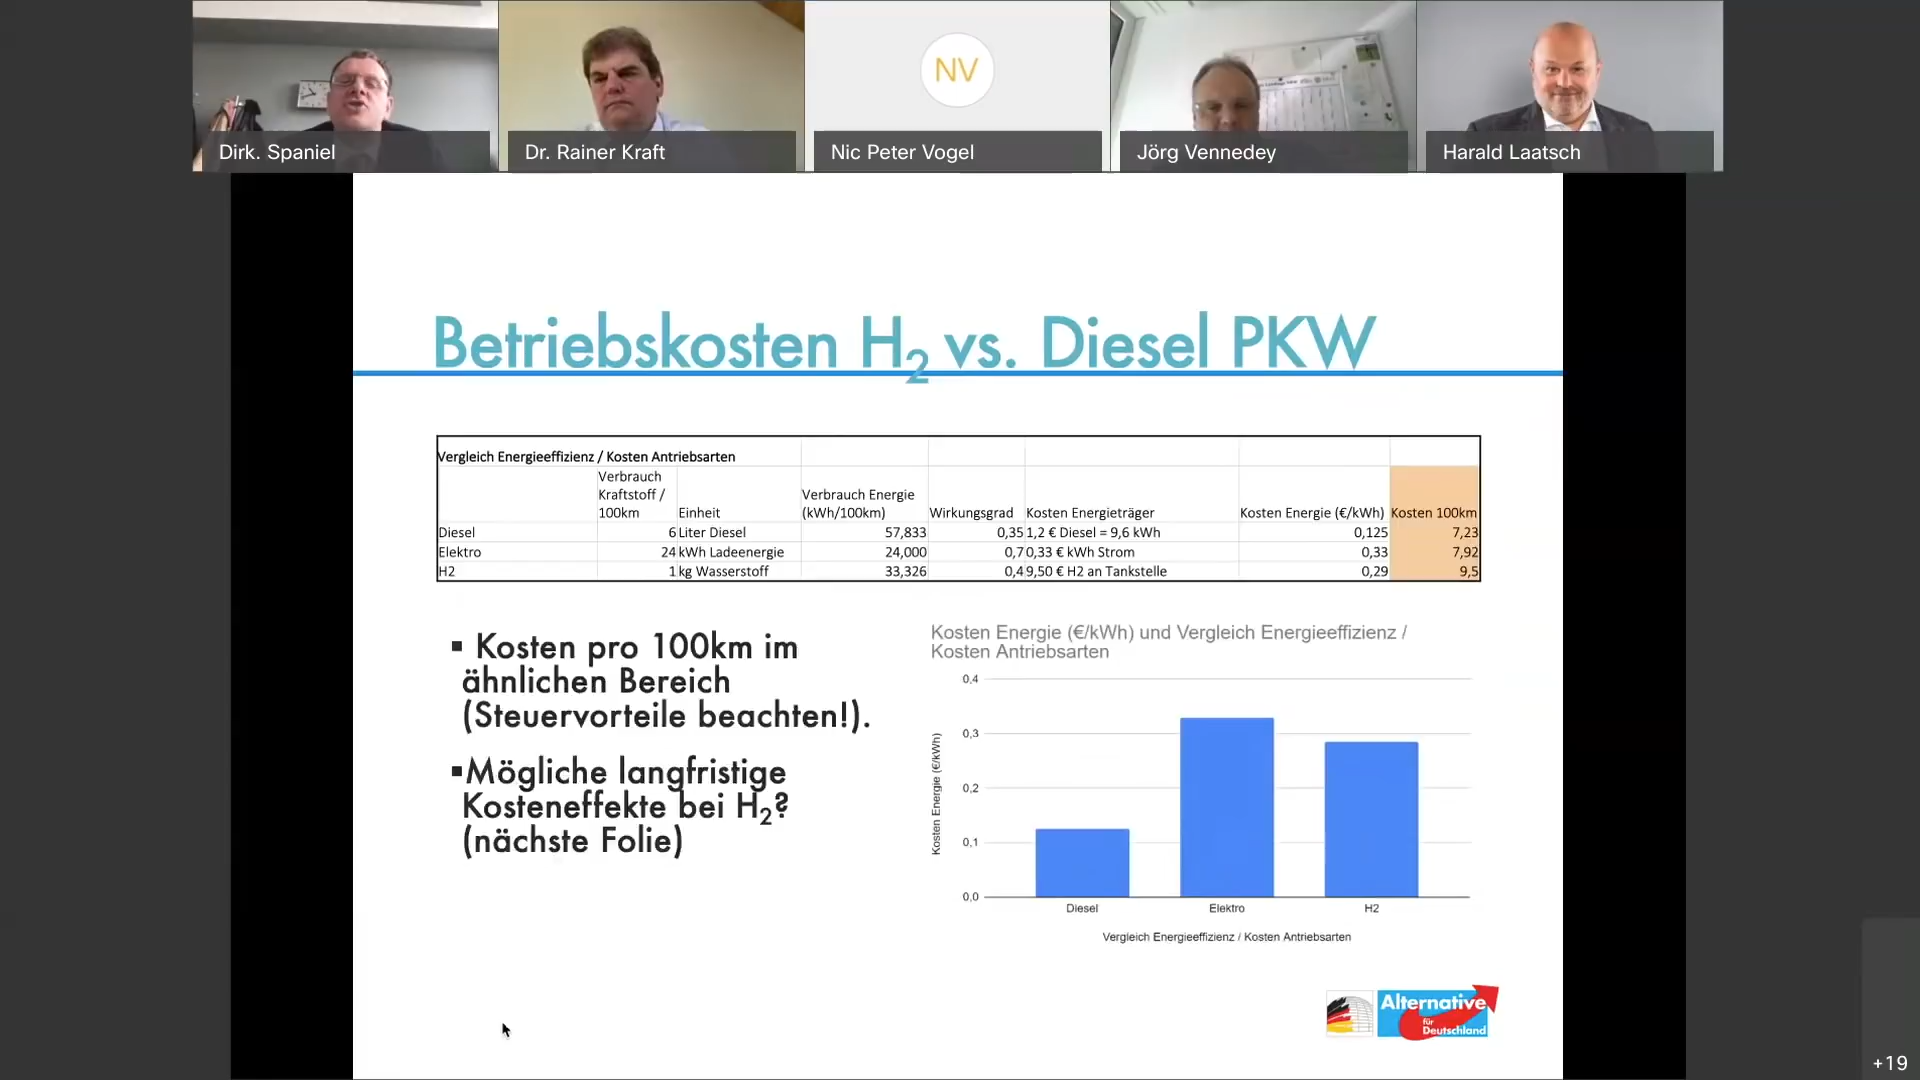 NV
Dirk. Spaniel
Dr. Rainer Kraft
Nic Peter Vogel
Jörg Vennedey
Harald Laatsch
Betriebskosten H₂ vs. Diesel PKW
Vergleich Energieeffizienz / Kosten Antriebsarten
Verbrauch Kraftstoff / 100km Einheit Verbrauch Energie (kWh/100km) Wirkungsgrad Kosten Energieträger Kosten Energie (€/kWh) Kosten 100km
Diesel 6 Liter Diesel 57,833 0,35 1,2 € Diesel = 9,6 kWh 0,125 7,23
Elektro 24 kWh Ladeenergie 24,000 0,7 0,33 € kWh Strom 0,33 7,92
H2 1 kg Wasserstoff 33,326 0,4 9,50 € H2 an Tankstelle 0,29 9,5
▪ Kosten pro 100km im
ähnlichen Bereich
(Steuervorteile beachten!).
▪Mögliche langfristige
Kosteneffekte bei H₂?
(nächste Folie)
Kosten Energie (€/kWh) und Vergleich Energieeffizienz /
Kosten Antriebsarten
Kosten Energie (€/kWh)
0,4
0,3
0,2
0,1
0,0
Diesel Elektro H2
Vergleich Energieeffizienz / Kosten Antriebsarten
Alternative
für
Deutschland
+19